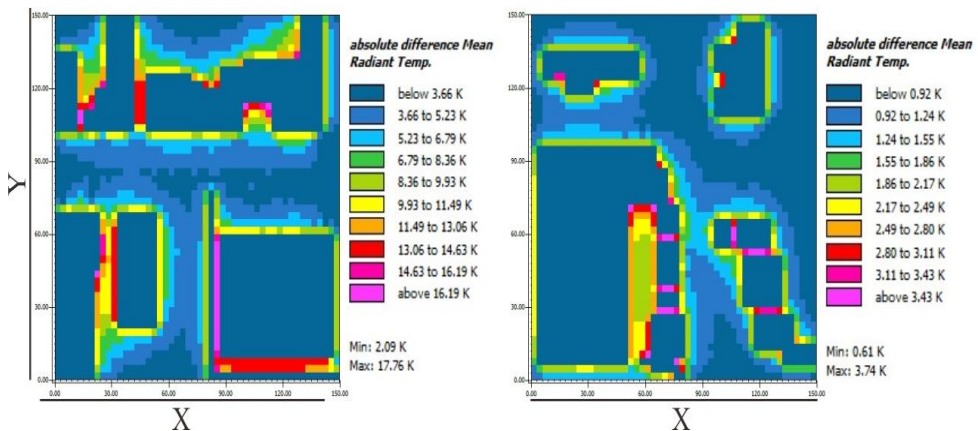 absolute difference Mean
Radiant Temp.
below 3.66 K
3.66 to 5.23 K
5.23 to 6.79 K
6.79 to 8.36 K
8.36 to 9.93 K
9.93 to 11.49 K
11.49 to 13.06 K
13.06 to 14.63 K
14.63 to 16.19 K
above 16.19 K
Min: 2.09 K
Max: 17.76 K
150.00
120.00
90.00
60.00
30.00
0.00
0.00 30.00 60.00 90.00 120.00 150.00
Y
X
absolute difference Mean
Radiant Temp.
below 0.92 K
0.92 to 1.24 K
1.24 to 1.55 K
1.55 to 1.86 K
1.86 to 2.17 K
2.17 to 2.49 K
2.49 to 2.80 K
2.80 to 3.11 K
3.11 to 3.43 K
above 3.43 K
Min: 0.61 K
Max: 3.74 K
150.00
120.00
90.00
60.00
30.00
0.00
0.00 30.00 60.00 90.00 120.00 150.00
X